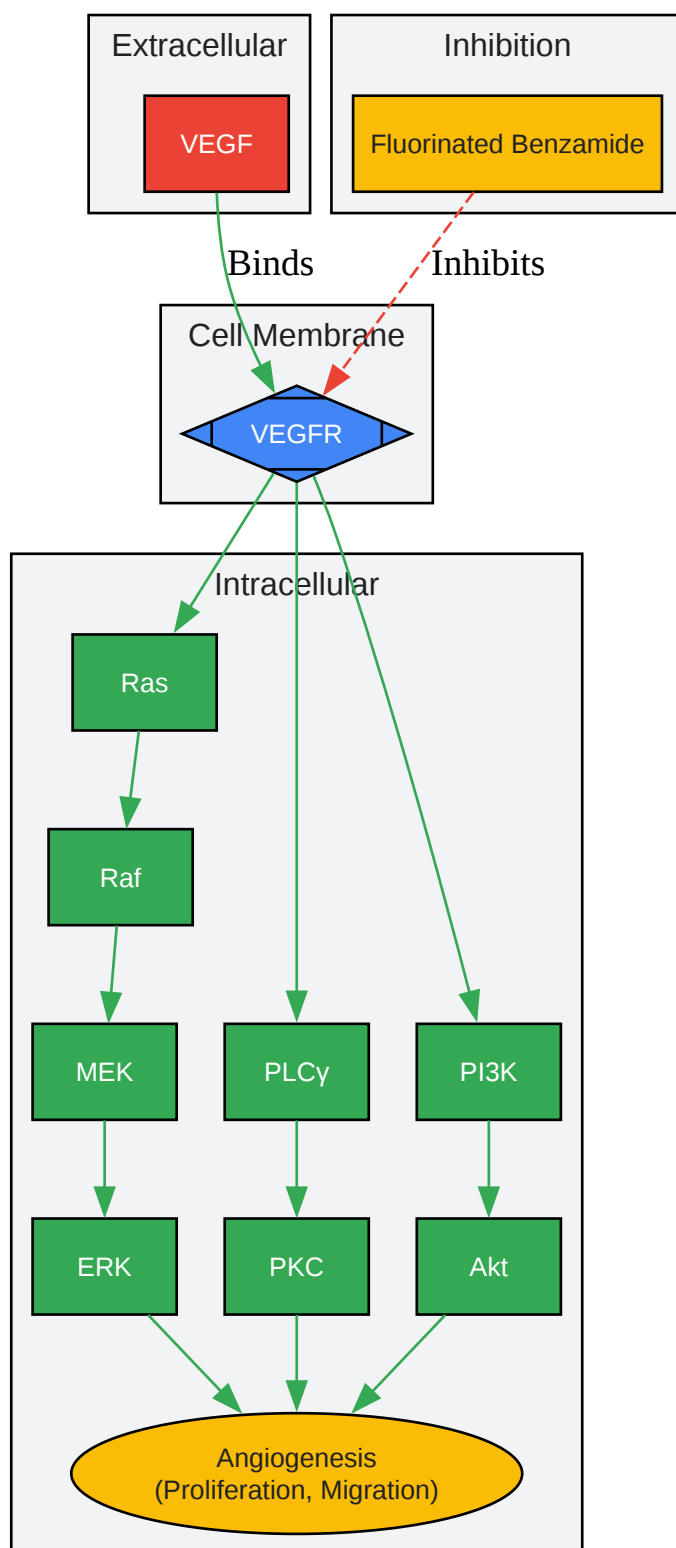 Extracellular
Inhibition
VEGF
Fluorinated Benzamide
Binds
Inhibits
Cell Membrane
VEGFR
Intracellular
Ras
Raf
MEK
PLCγ
PI3K
ERK
PKC
Akt
Angiogenesis
(Proliferation, Migration)